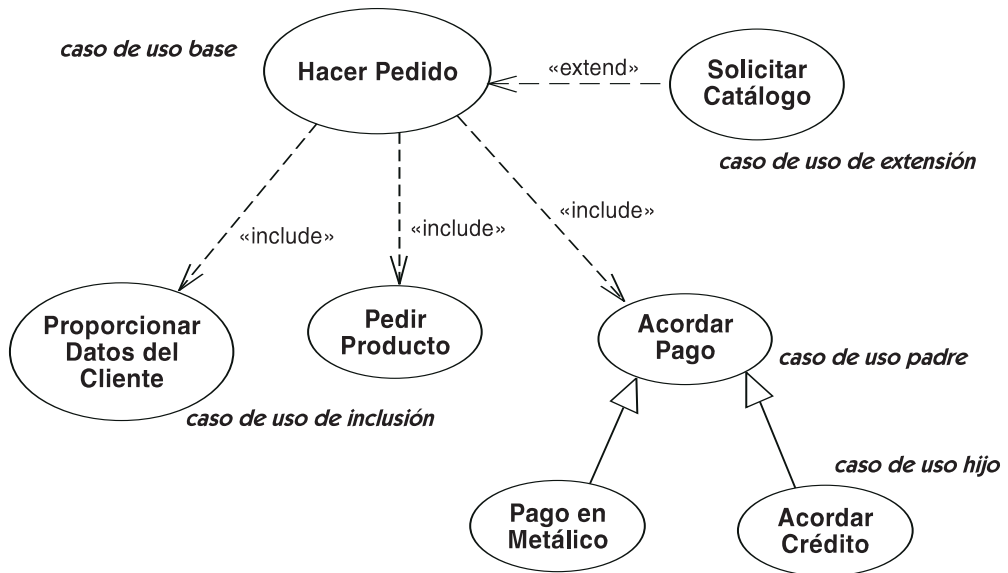 caso de uso base
Hacer Pedido
«extend»
Solicitar
Catálogo
caso de uso de extensión
«include»
«include»
«include»
Proporcionar
Datos del
Cliente
Pedir
Producto
Acordar
Pago
caso de uso padre
caso de uso de inclusión
caso de uso hijo
Pago en
Metálico
Acordar
Crédito